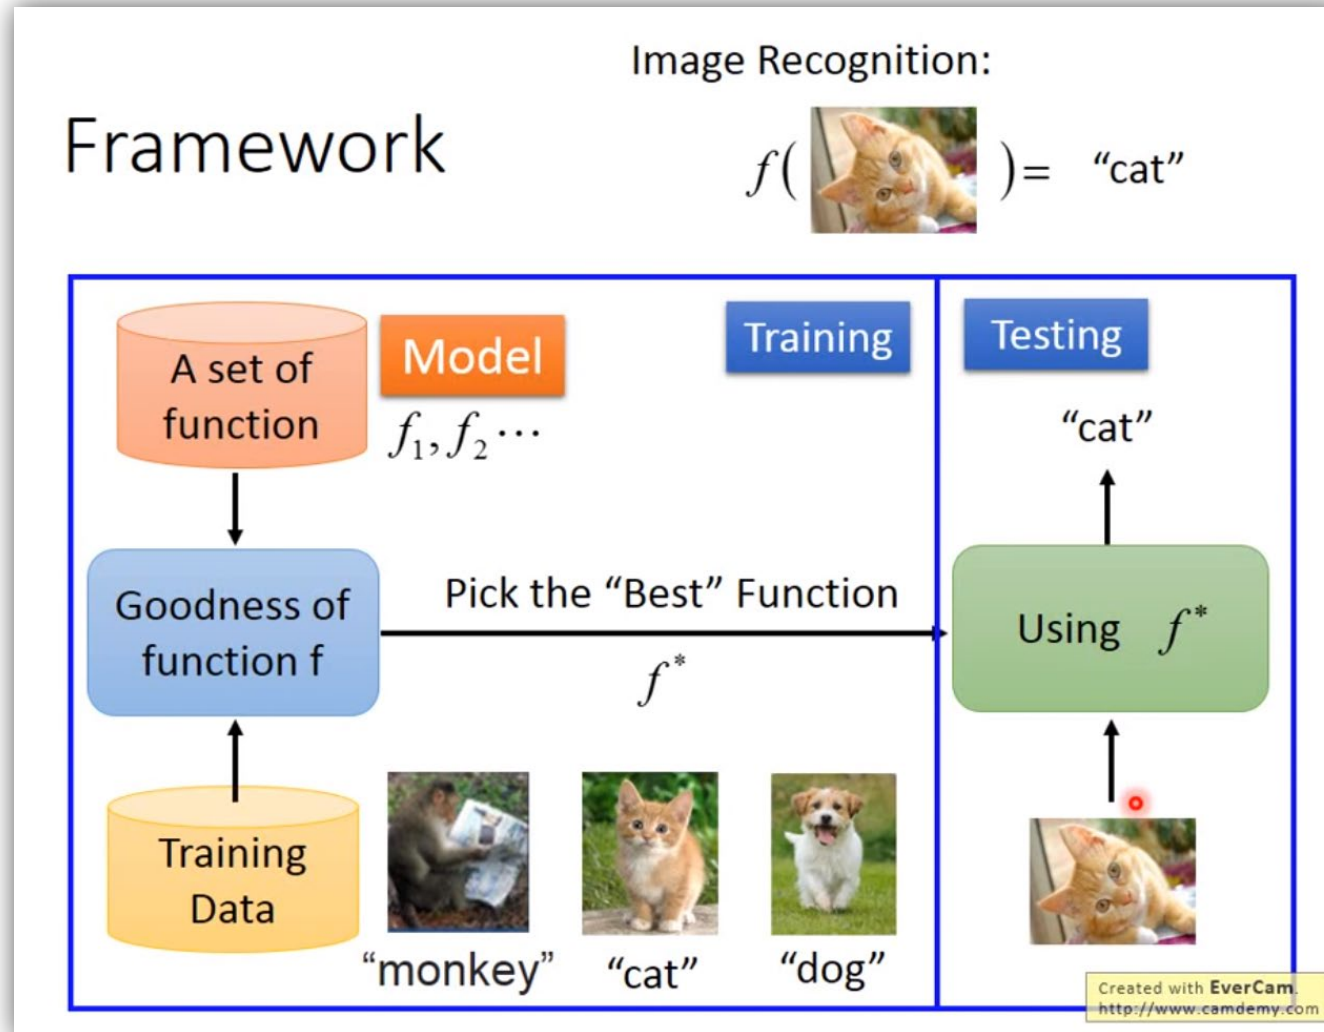 Image Recognition:
Framework
f( ) = “cat”
A set of
function
Model
f₁, f₂ ⋯
Training
Testing
“cat”
Goodness of
function f
Pick the “Best” Function
f*
Using f*
Training
Data
“monkey”
“cat”
“dog”
Created with EverCam.
http://www.camdemy.com